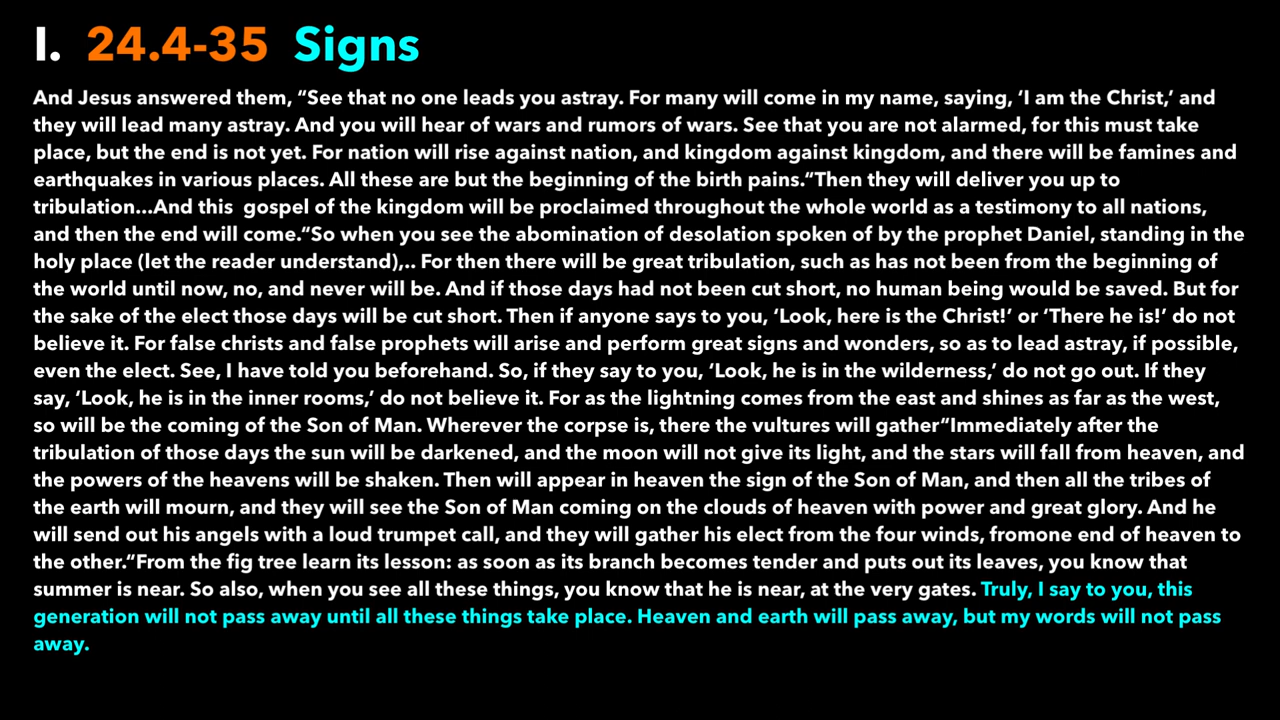 I. 24.4-35 Signs
And Jesus answered them, “See that no one leads you astray. For many will come in my name, saying, ‘I am the Christ,’ and
they will lead many astray. And you will hear of wars and rumors of wars. See that you are not alarmed, for this must take
place, but the end is not yet. For nation will rise against nation, and kingdom against kingdom, and there will be famines and
earthquakes in various places. All these are but the beginning of the birth pains.“Then they will deliver you up to
tribulation...And this  gospel of the kingdom will be proclaimed throughout the whole world as a testimony to all nations,
and then the end will come.“So when you see the abomination of desolation spoken of by the prophet Daniel, standing in the
holy place (let the reader understand),.. For then there will be great tribulation, such as has not been from the beginning of
the world until now, no, and never will be. And if those days had not been cut short, no human being would be saved. But for
the sake of the elect those days will be cut short. Then if anyone says to you, ‘Look, here is the Christ!’ or ‘There he is!’ do not
believe it. For false christs and false prophets will arise and perform great signs and wonders, so as to lead astray, if possible,
even the elect. See, I have told you beforehand. So, if they say to you, ‘Look, he is in the wilderness,’ do not go out. If they
say, ‘Look, he is in the inner rooms,’ do not believe it. For as the lightning comes from the east and shines as far as the west,
so will be the coming of the Son of Man. Wherever the corpse is, there the vultures will gather“Immediately after the
tribulation of those days the sun will be darkened, and the moon will not give its light, and the stars will fall from heaven, and
the powers of the heavens will be shaken. Then will appear in heaven the sign of the Son of Man, and then all the tribes of
the earth will mourn, and they will see the Son of Man coming on the clouds of heaven with power and great glory. And he
will send out his angels with a loud trumpet call, and they will gather his elect from the four winds, fromone end of heaven to
the other.“From the fig tree learn its lesson: as soon as its branch becomes tender and puts out its leaves, you know that
summer is near. So also, when you see all these things, you know that he is near, at the very gates. Truly, I say to you, this
generation will not pass away until all these things take place. Heaven and earth will pass away, but my words will not pass
away.